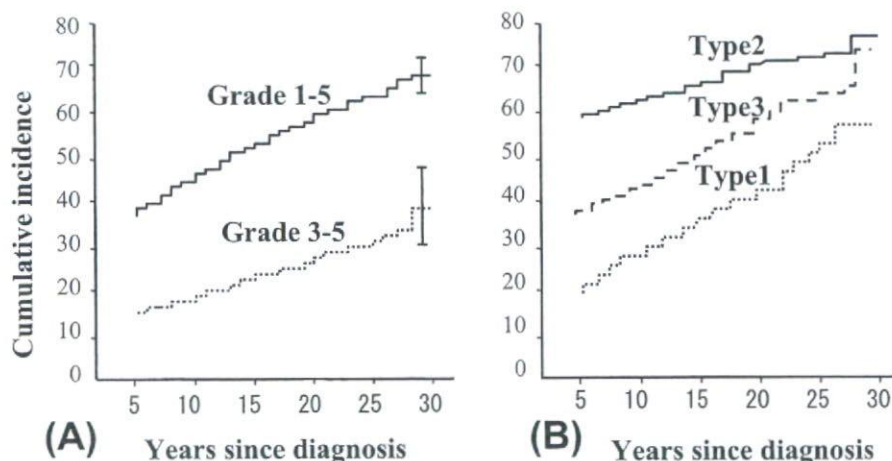 Cumulative incidence
80
70
60
50
40
30
20
10
0
Grade 1-5
Grade 3-5
5 10 15 20 25 30
(A) Years since diagnosis
80
70
60
50
40
30
20
10
0
Type2
Type3
Type1
5 10 15 20 25 30
(B) Years since diagnosis